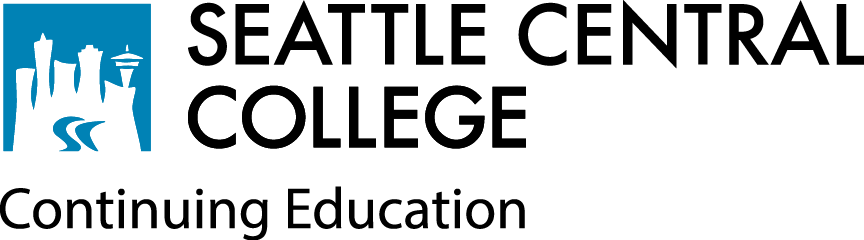 SEATTLE CENTRAL
COLLEGE
Continuing Education